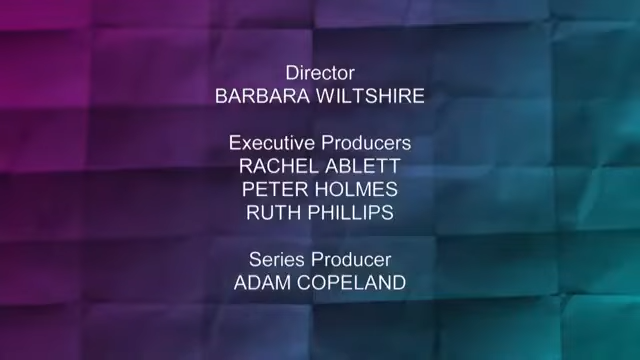 Director
BARBARA WILTSHIRE
Executive Producers
RACHEL ABLETT
PETER HOLMES
RUTH PHILLIPS
Series Producer
ADAM COPELAND